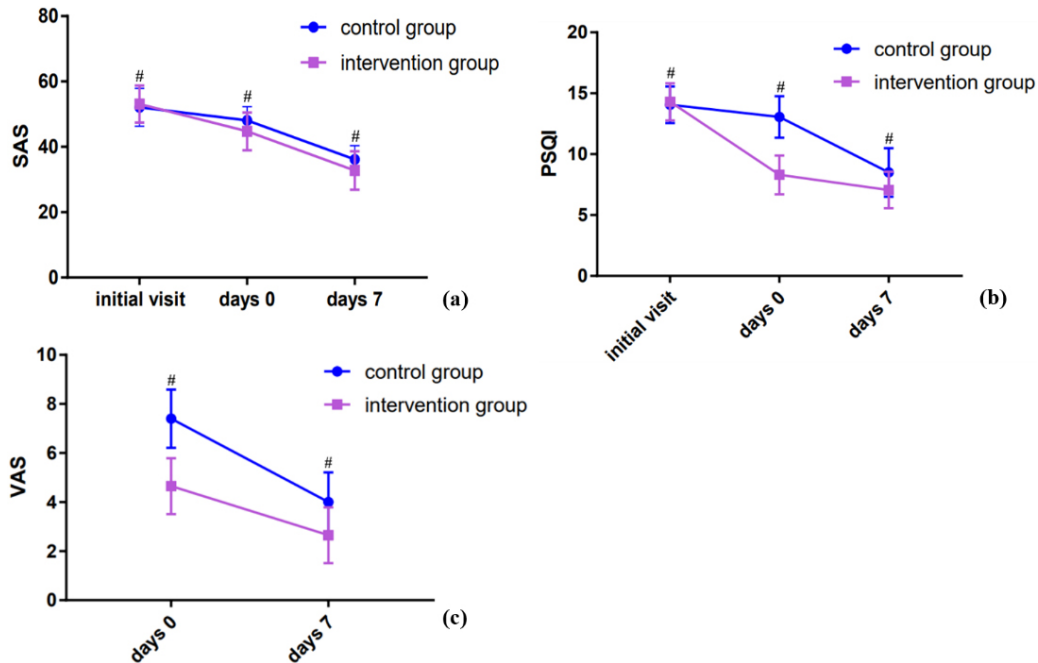 80
60
40
20
0
SAS
control group
intervention group
#
#
#
initial visit
days 0
days 7
(a)
20
15
10
5
0
PSQI
control group
intervention group
#
#
#
initial visit
days 0
days 7
(b)
10
8
6
4
2
0
VAS
control group
intervention group
#
#
days 0
days 7
(c)